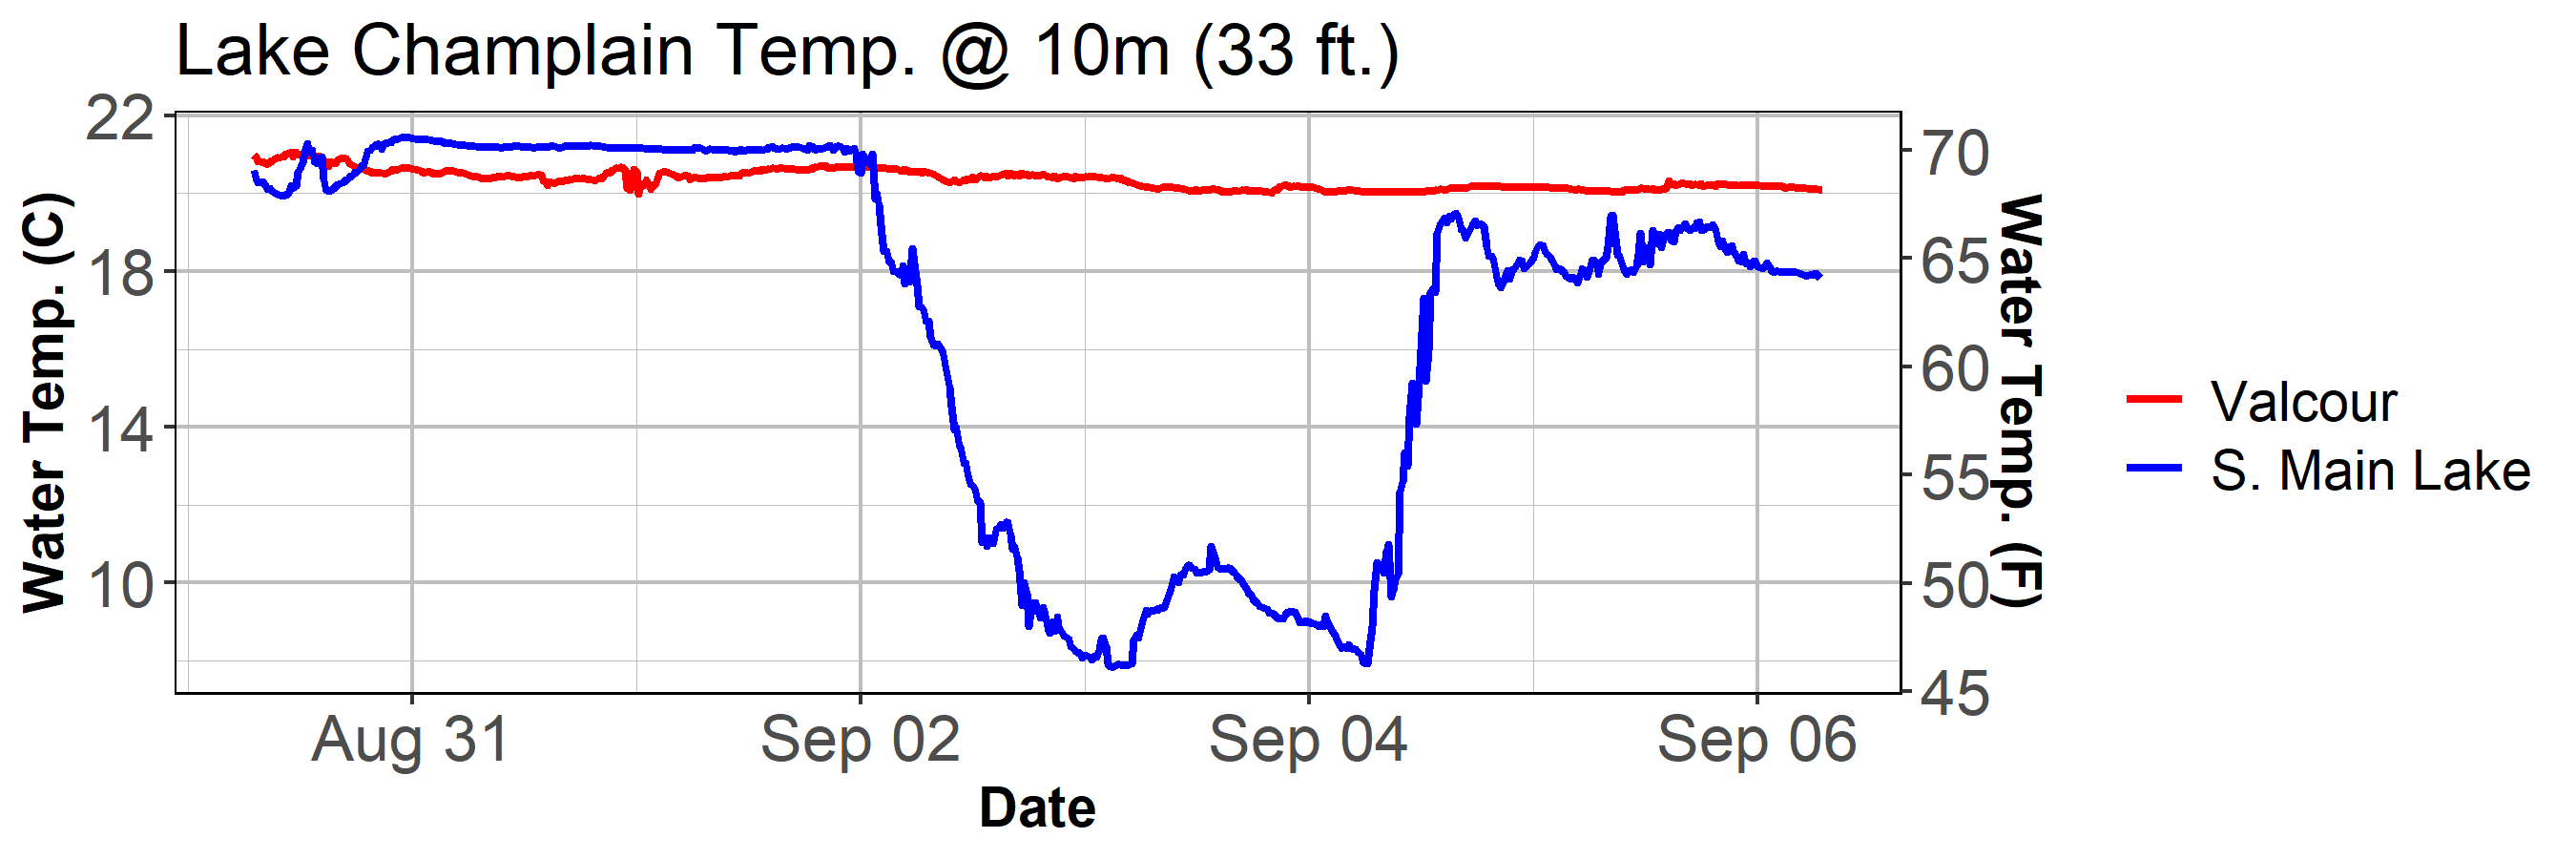 Lake Champlain Temp. @ 10m (33 ft.)
Water Temp. (C)
22
18
14
10
70
65
60
55
50
45
Water Temp. (F)
Valcour
S. Main Lake
Aug 31
Sep 02
Sep 04
Sep 06
Date